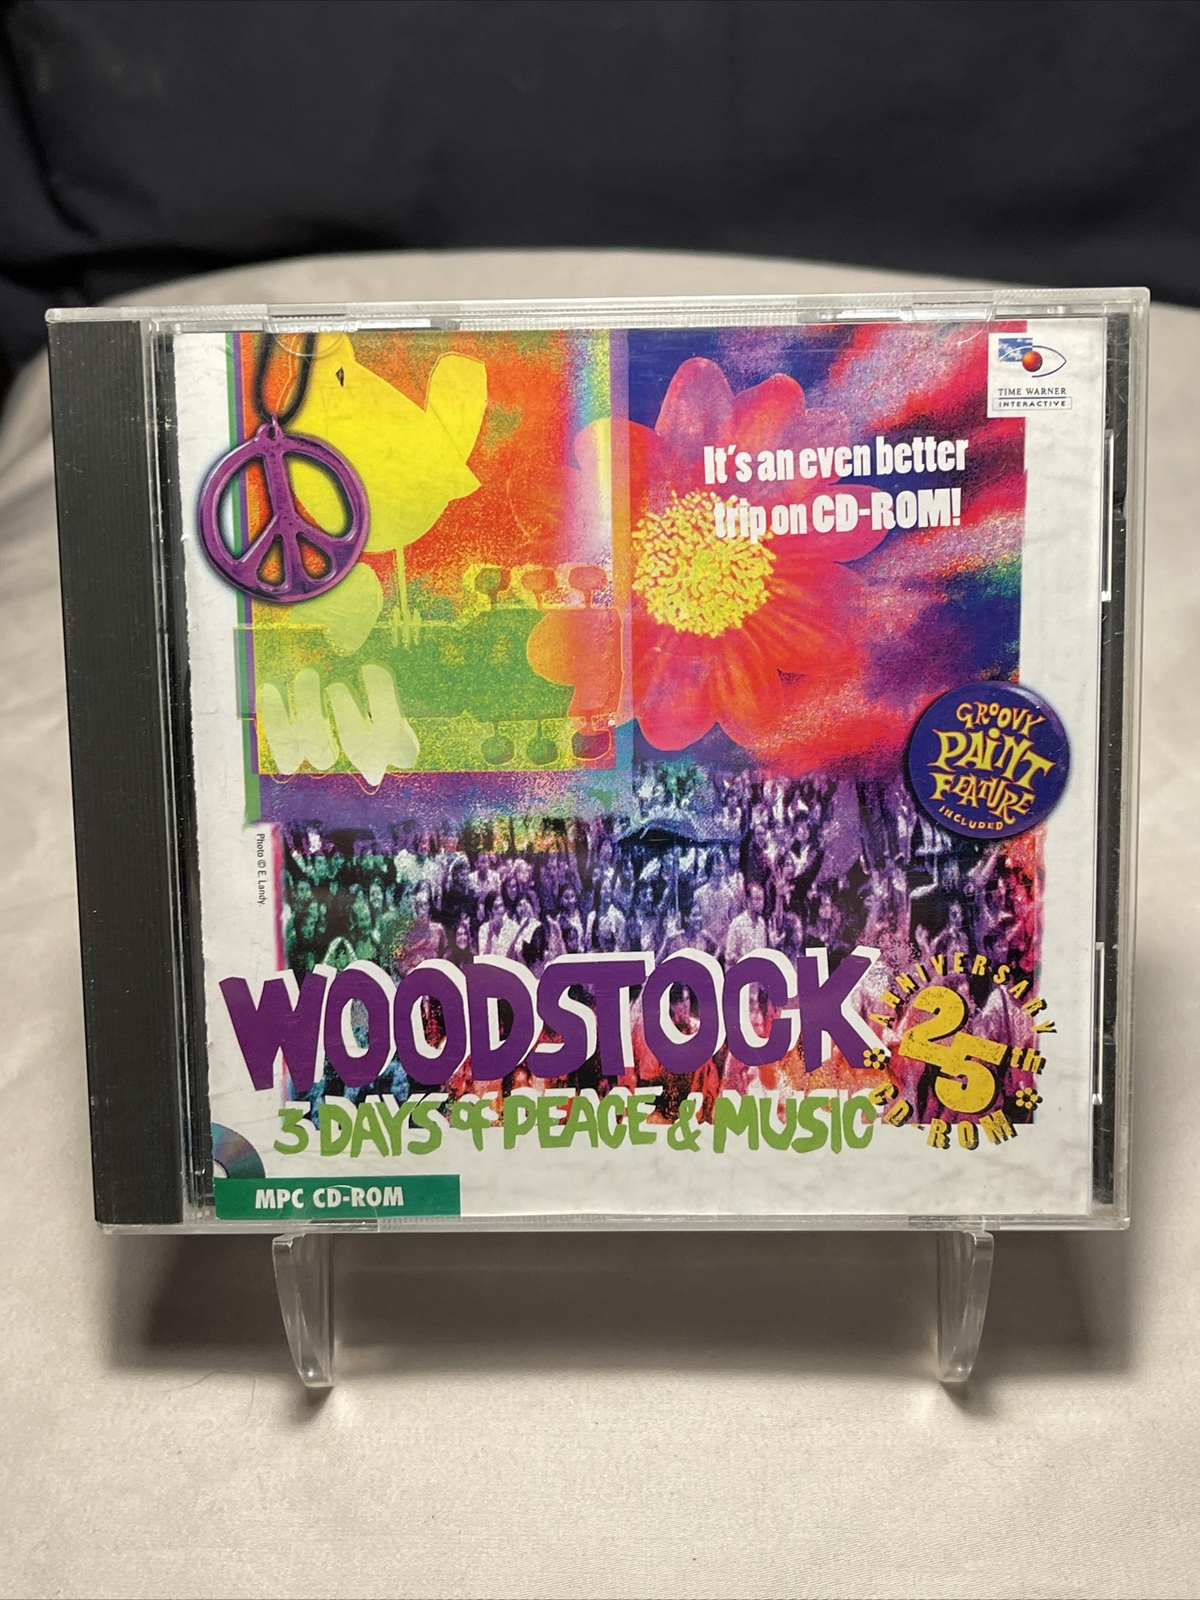 TIME WARNER
INTERACTIVE
It's an even better
trip on CD-ROM!
GROOVY
PAINT
FEATURE
INCLUDED
Photo © E. Landy.
WOODSTOCK
3 DAYS of PEACE & MUSIC
ANNIVERSARY
25th
CD-ROM
MPC CD-ROM